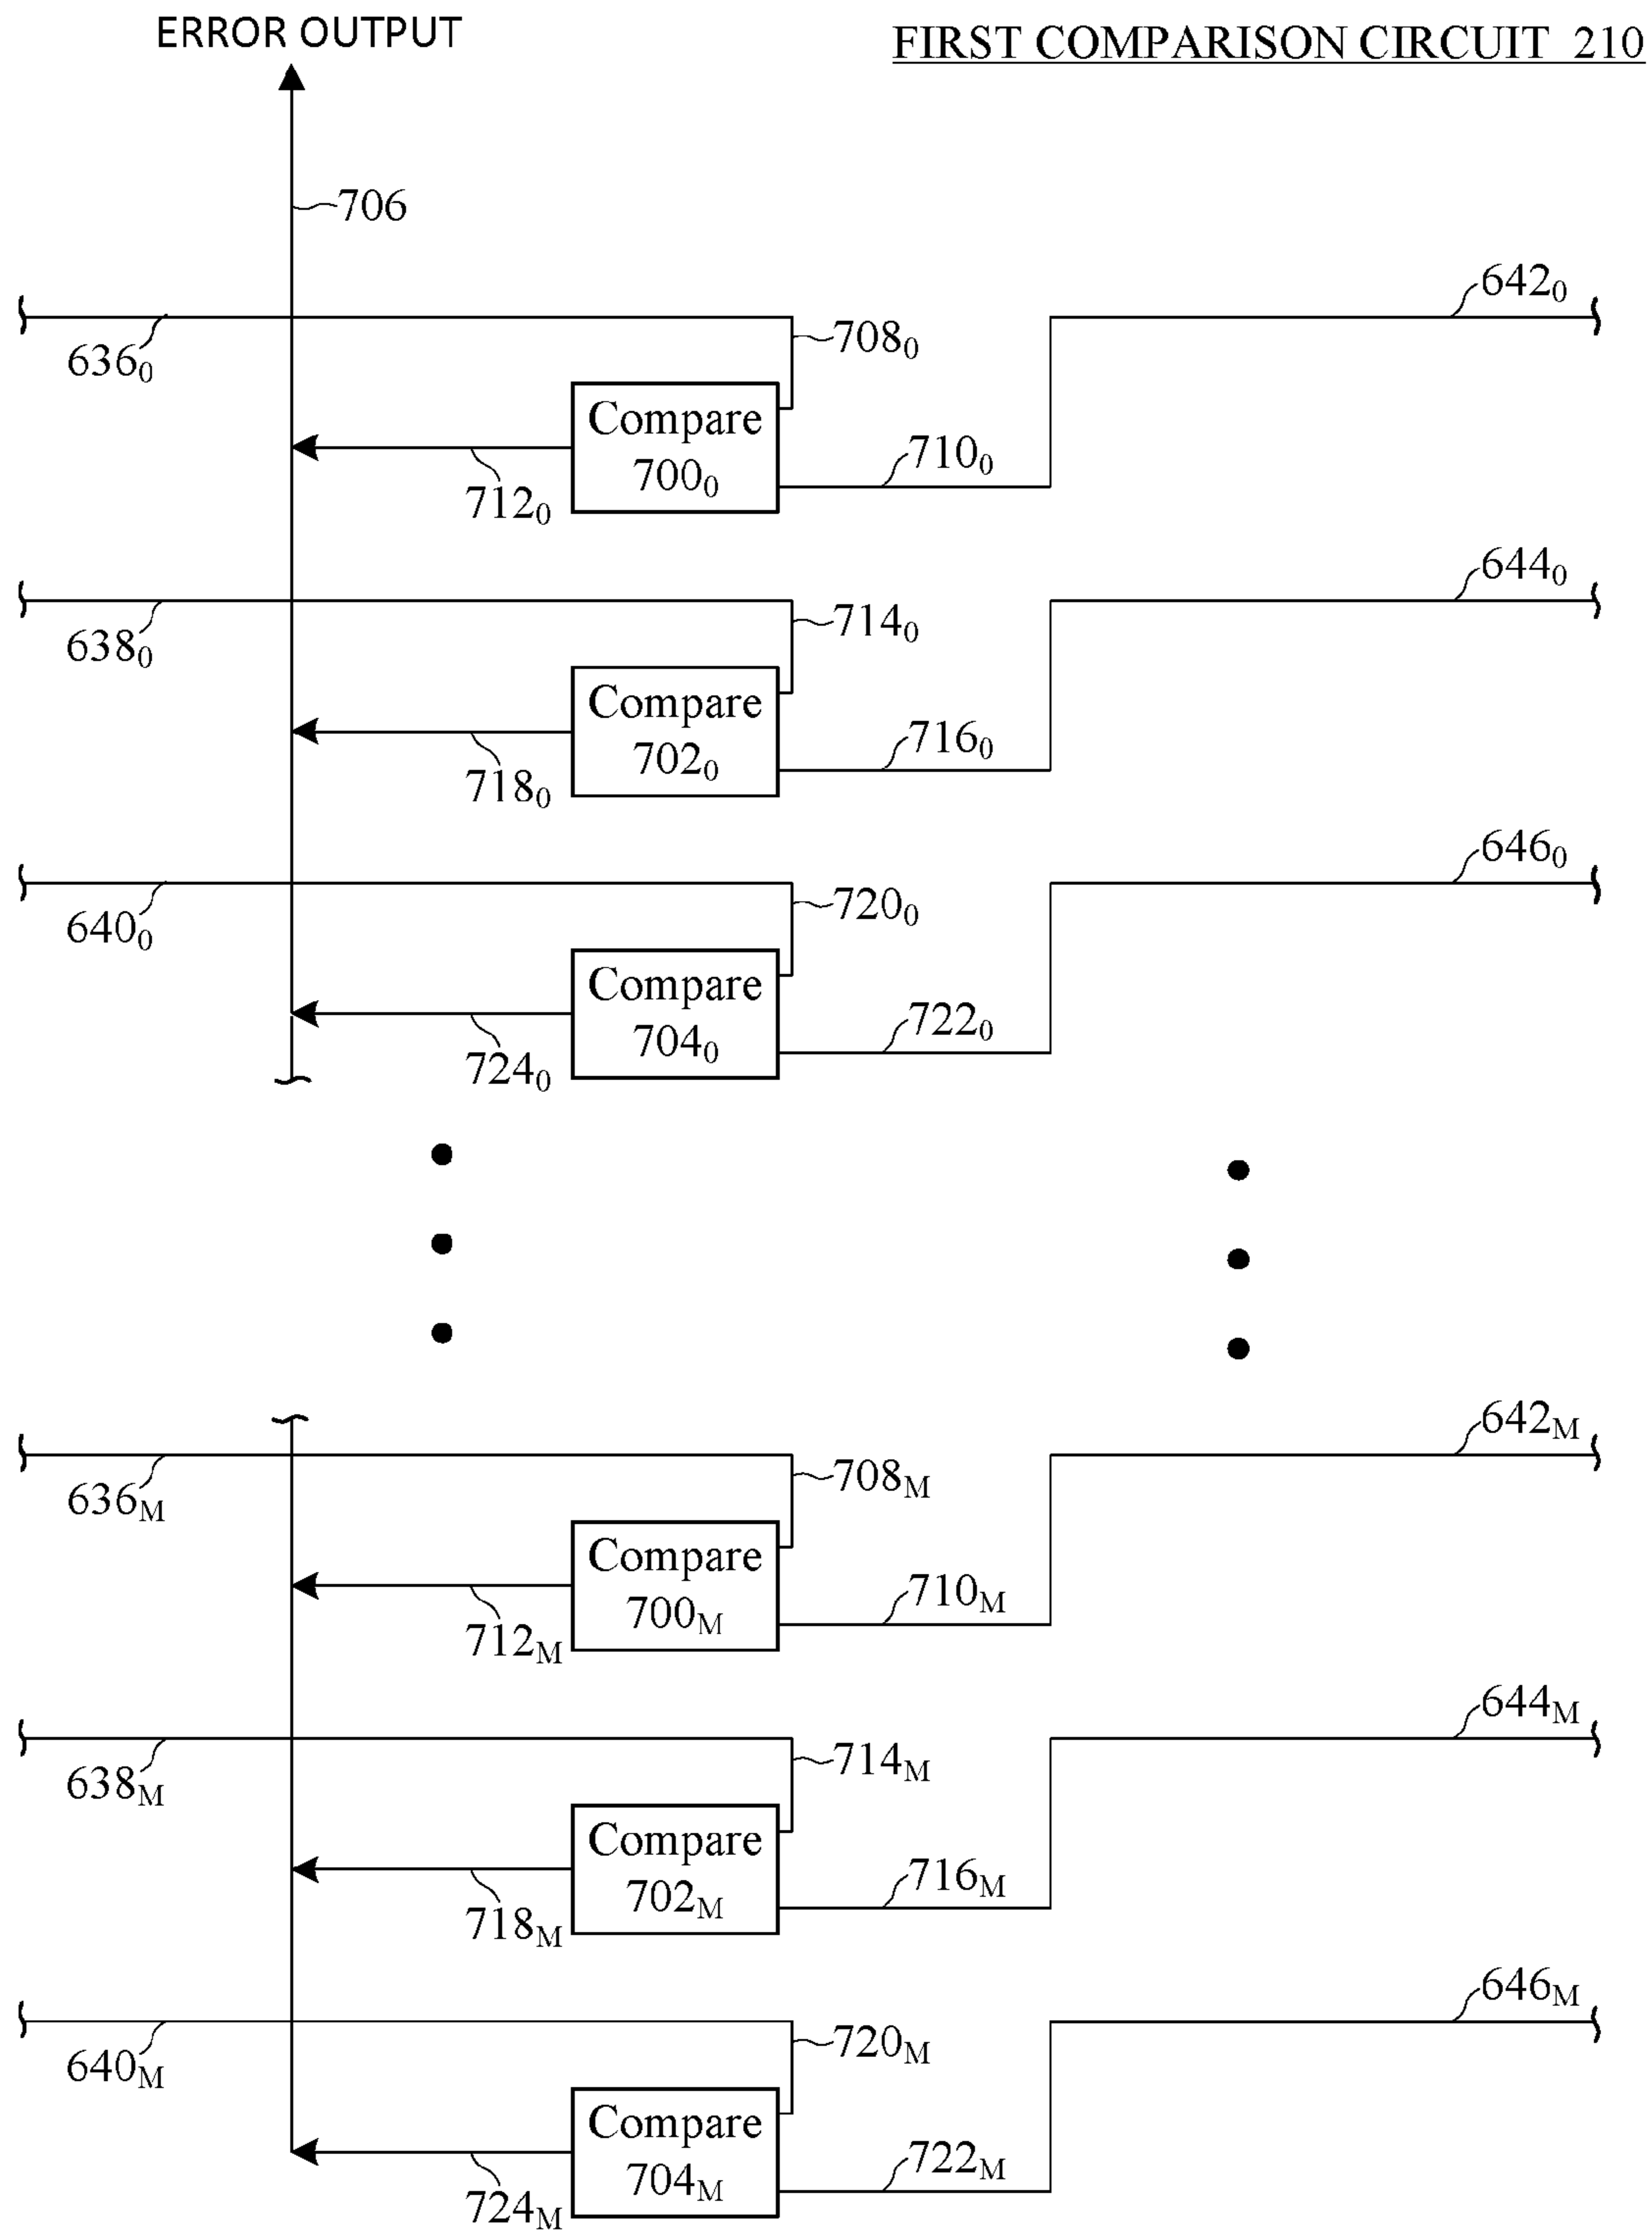 ERROR OUTPUT
FIRST COMPARISON CIRCUIT 210
706
642₀
636₀
708₀
Compare
700₀
710₀
712₀
644₀
638₀
714₀
Compare
702₀
716₀
718₀
646₀
640₀
720₀
Compare
704₀
722₀
724₀
642M
636M
708M
Compare
700M
710M
712M
644M
638M
714M
Compare
702M
716M
718M
646M
640M
720M
Compare
704M
722M
724M